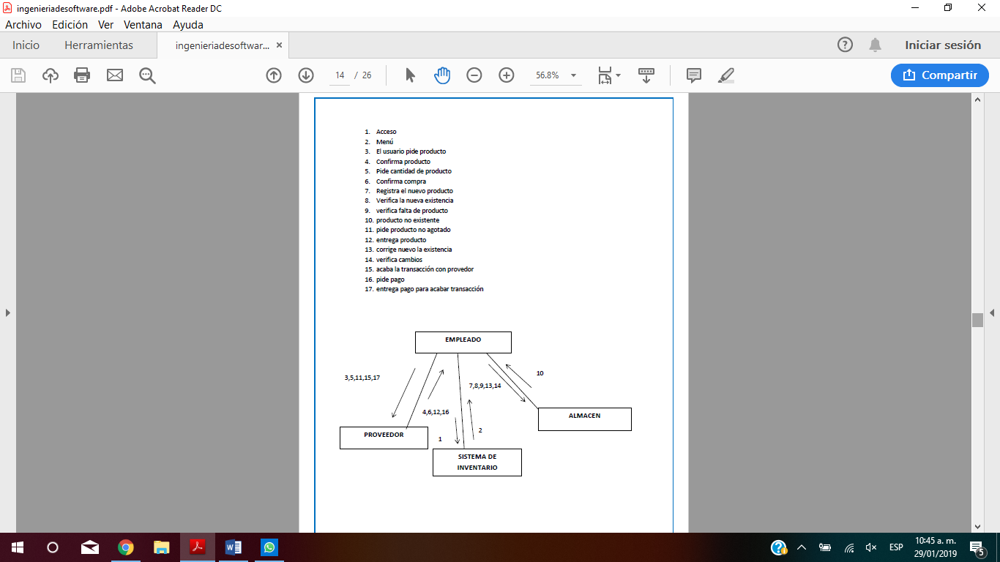 ingenieriadesoftware.pdf - Adobe Acrobat Reader DC
Archivo Edición Ver Ventana Ayuda
Inicio Herramientas ingenieriadesoftwar... × Iniciar sesión
14 / 26 56.8% Compartir
1. Acceso
2. Menú
3. El usuario pide producto
4. Confirma producto
5. Pide cantidad de producto
6. Confirma compra
7. Registra el nuevo producto
8. Verifica la nueva existencia
9. verifica falta de producto
10. producto no existente
11. pide producto no agotado
12. entrega producto
13. corrige nuevo la existencia
14. verifica cambios
15. acaba la transacción con provedor
16. pide pago
17. entrega pago para acabar transacción
EMPLEADO
3,5,11,15,17
10
7,8,9,13,14
4,6,12,16
ALMACEN
PROVEEDOR
1
2
SISTEMA DE
INVENTARIO
ESP
10:45 a. m.
29/01/2019
5